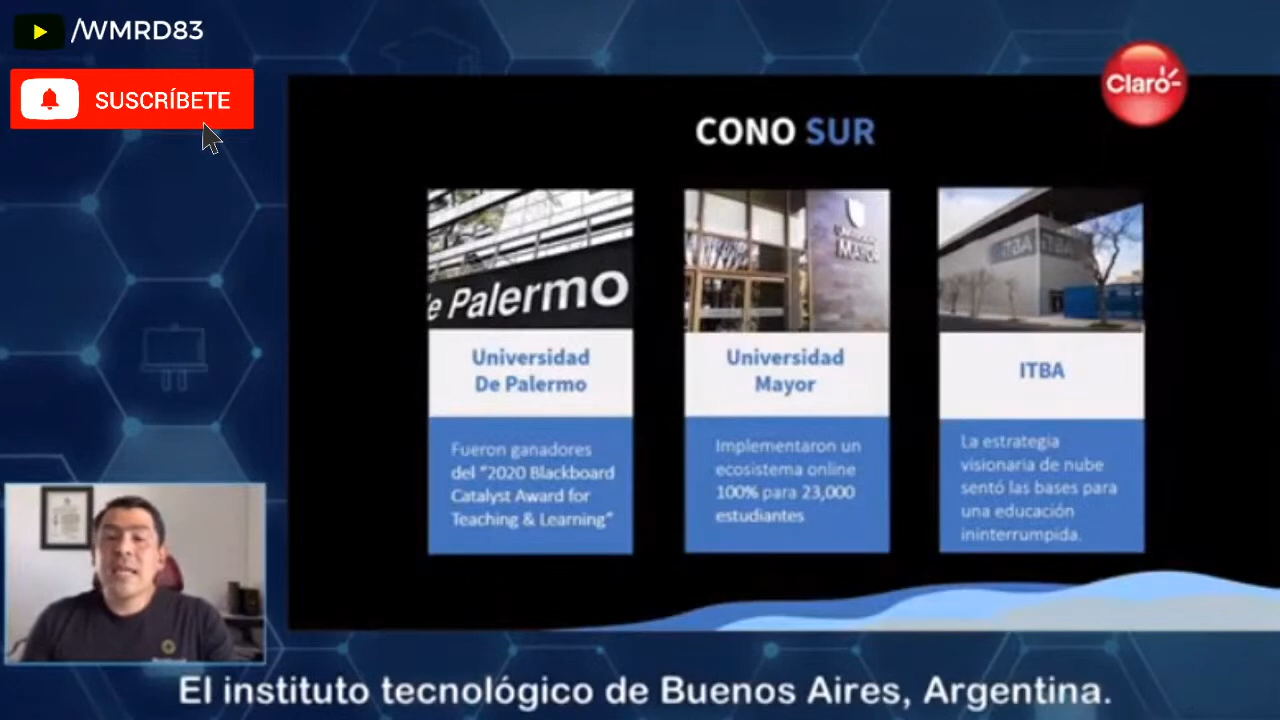 /WMRD83
SUSCRÍBETE
Claro
CONO SUR
e Palermo
MAYOR
ITBA
Universidad
De Palermo
Universidad
Mayor
ITBA
Fueron ganadores
del "2020 Blackboard
Catalyst Award for
Teaching & Learning"
Implementaron un
ecosistema online
100% para 23,000
estudiantes
La estrategia
visionaria de nube
sentó las bases para
una educación
ininterrumpida.
El instituto tecnológico de Buenos Aires, Argentina.